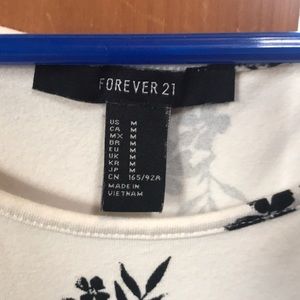 FOREVER 21
US M
CA M
MX M
BR M
EU M
UK M
KR M
JP M
CN 165/92A
MADE IN
VIETNAM